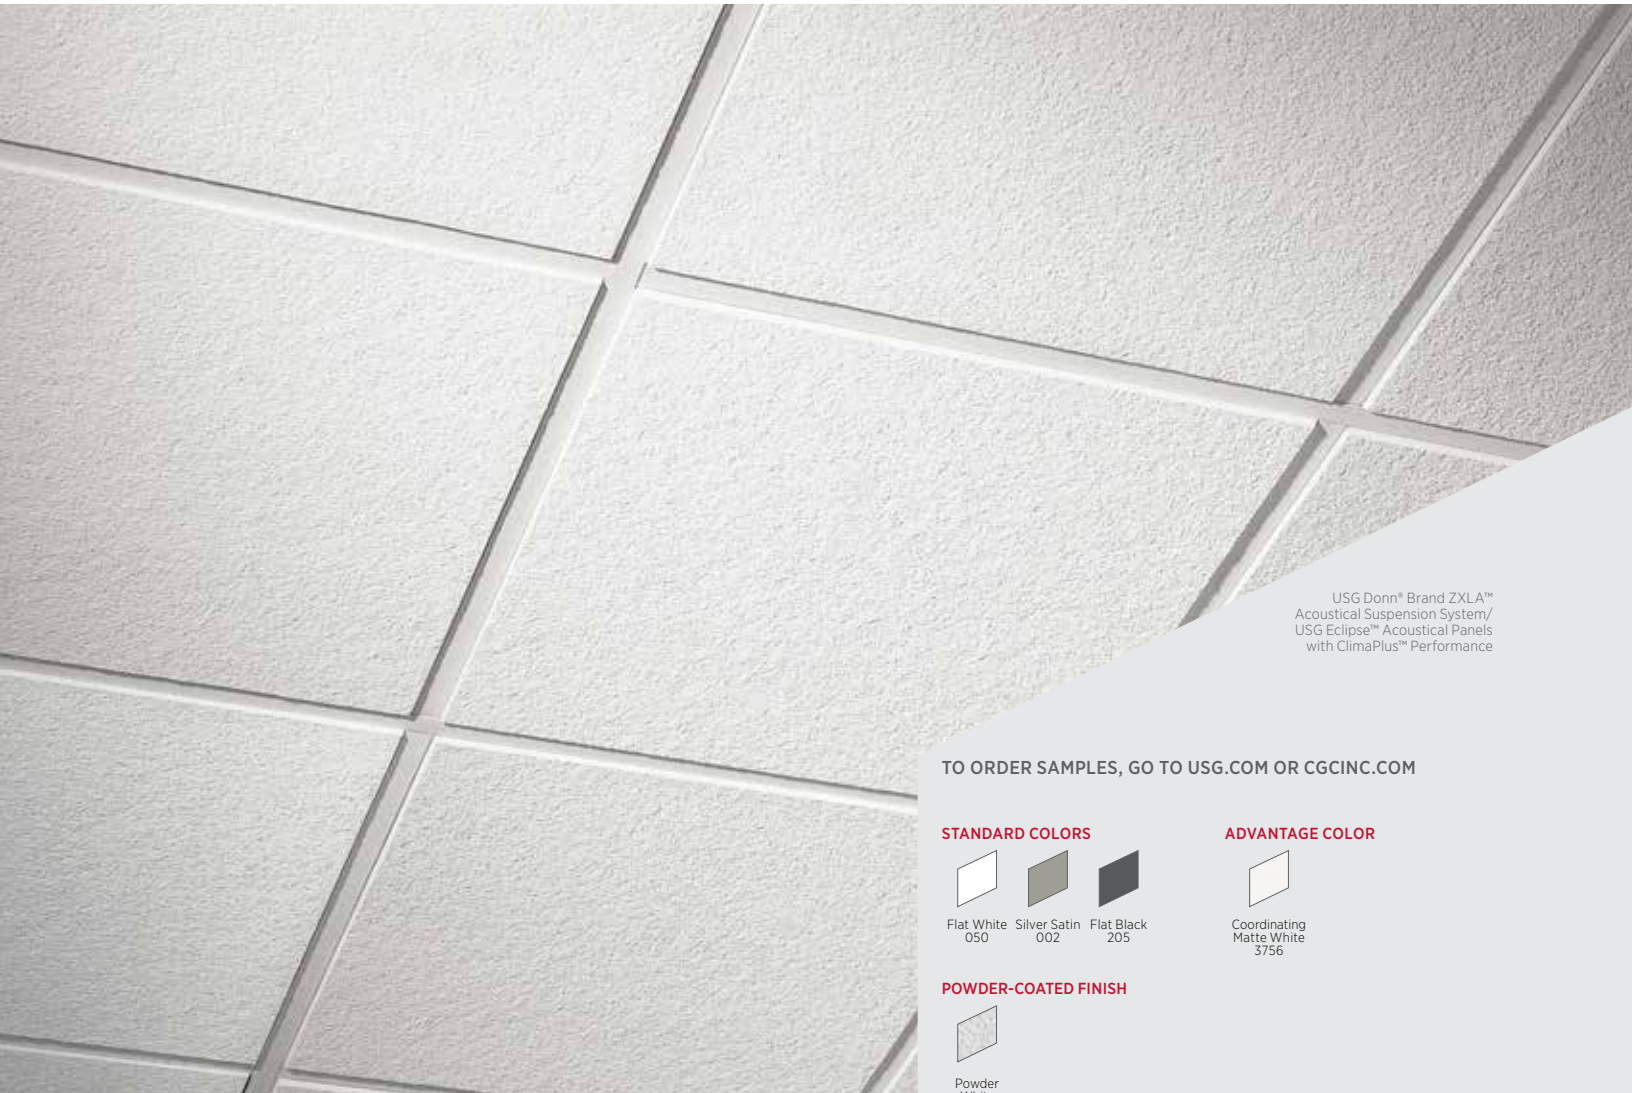 USG Donn® Brand ZXLA™
Acoustical Suspension System/
USG Eclipse™ Acoustical Panels
with ClimaPlus™ Performance
TO ORDER SAMPLES, GO TO USG.COM OR CGCINC.COM
STANDARD COLORS
Flat White
050
Silver Satin
002
Flat Black
205
ADVANTAGE COLOR
Coordinating
Matte White
3756
POWDER-COATED FINISH
Powder